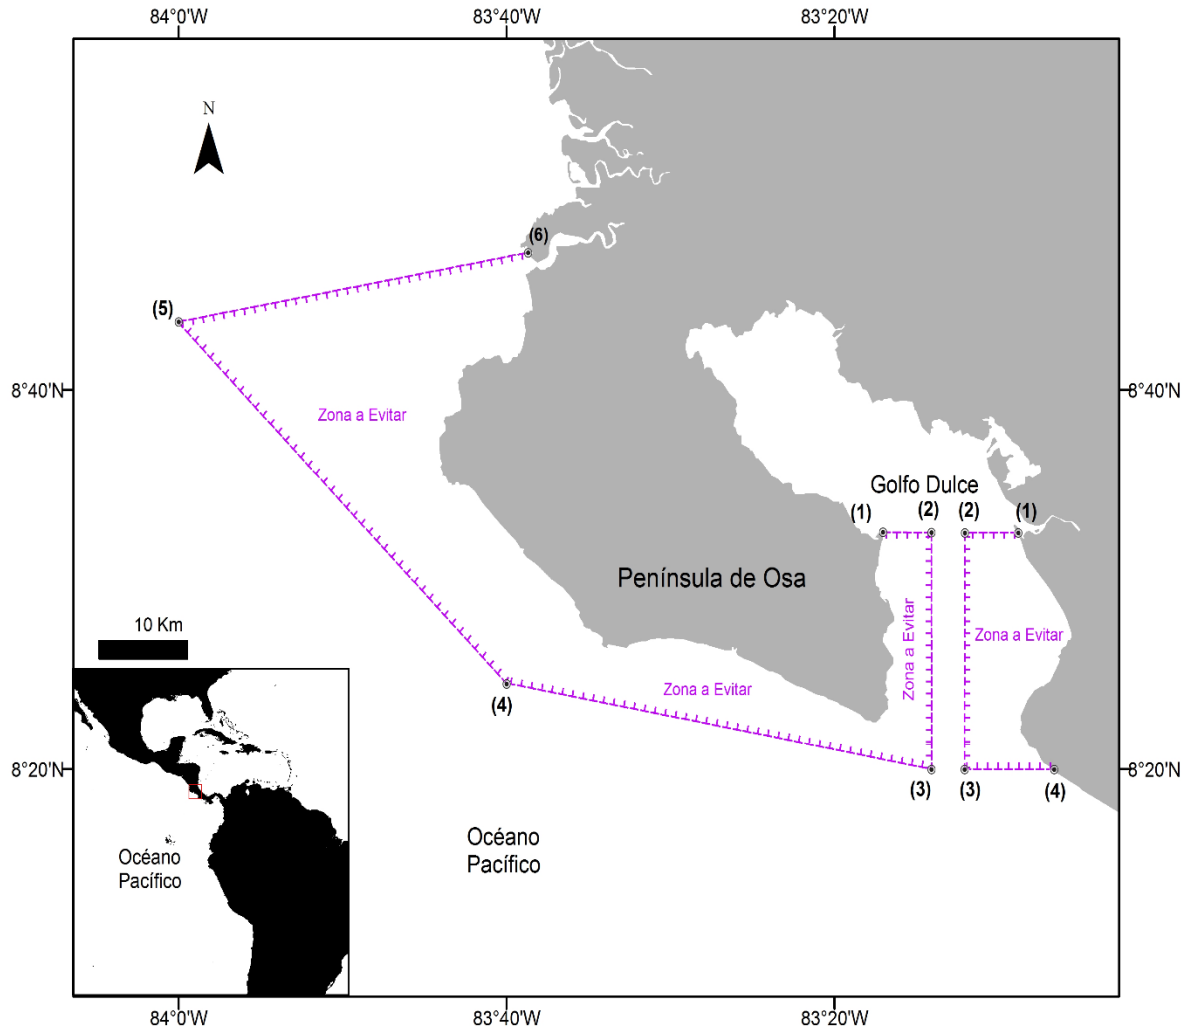 84°0'W
83°40'W
83°20'W
N
(6)
(5)
8°40'N
8°40'N
Zona a Evitar
Golfo Dulce
(1)
(2)
(2)
(1)
Península de Osa
Zona a Evitar
Zona a Evitar
10 Km
Zona a Evitar
(4)
8°20'N
8°20'N
(3)
(3)
(4)
Océano
Pacífico
Océano
Pacífico
84°0'W
83°40'W
83°20'W